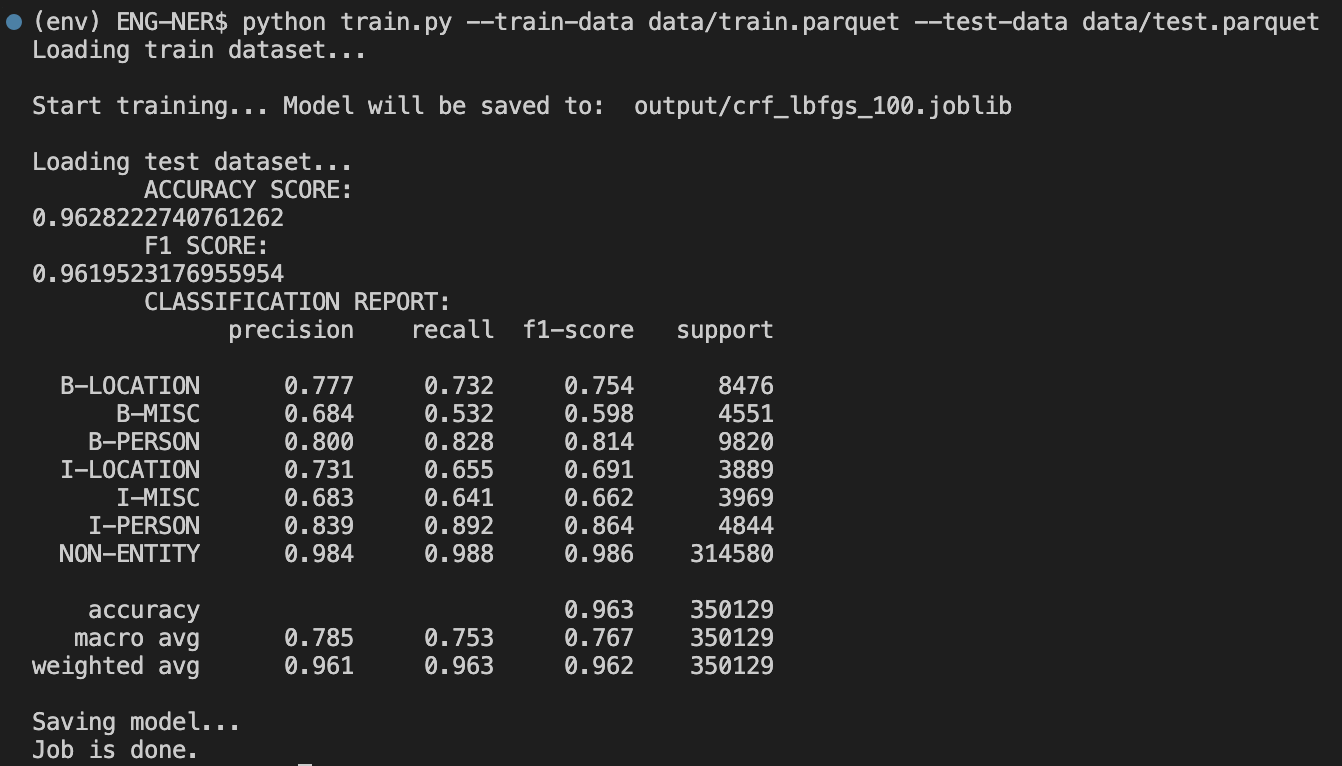 (env) ENG-NER$ python train.py --train-data data/train.parquet --test-data data/test.parquet
Loading train dataset...
Start training... Model will be saved to:  output/crf_lbfgs_100.joblib
Loading test dataset...
ACCURACY SCORE:
0.9628222740761262
F1 SCORE:
0.9619523176955954
CLASSIFICATION REPORT:
precision    recall  f1-score   support
B-LOCATION      0.777     0.732     0.754      8476
B-MISC      0.684     0.532     0.598      4551
B-PERSON      0.800     0.828     0.814      9820
I-LOCATION      0.731     0.655     0.691      3889
I-MISC      0.683     0.641     0.662      3969
I-PERSON      0.839     0.892     0.864      4844
NON-ENTITY      0.984     0.988     0.986    314580
accuracy                          0.963    350129
macro avg      0.785     0.753     0.767    350129
weighted avg      0.961     0.963     0.962    350129
Saving model...
Job is done.